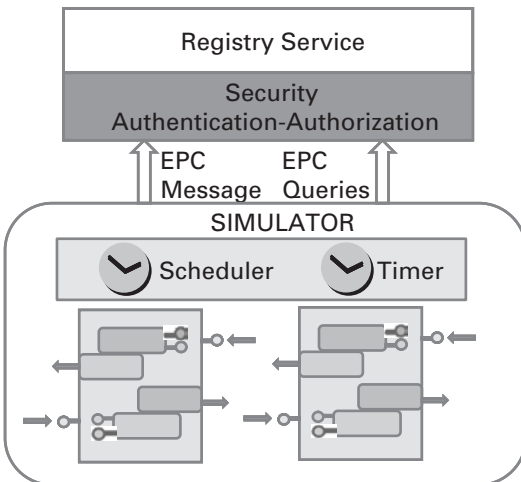 Registry Service
Security
Authentication-Authorization
EPC
Message
EPC
Queries
SIMULATOR
Scheduler
Timer